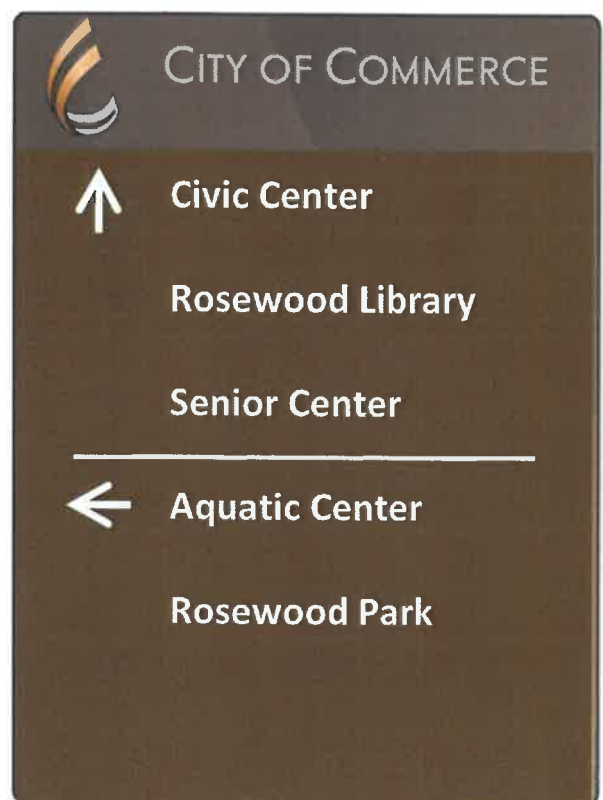 CITY OF COMMERCE
Civic Center
Rosewood Library
Senior Center
Aquatic Center
Rosewood Park